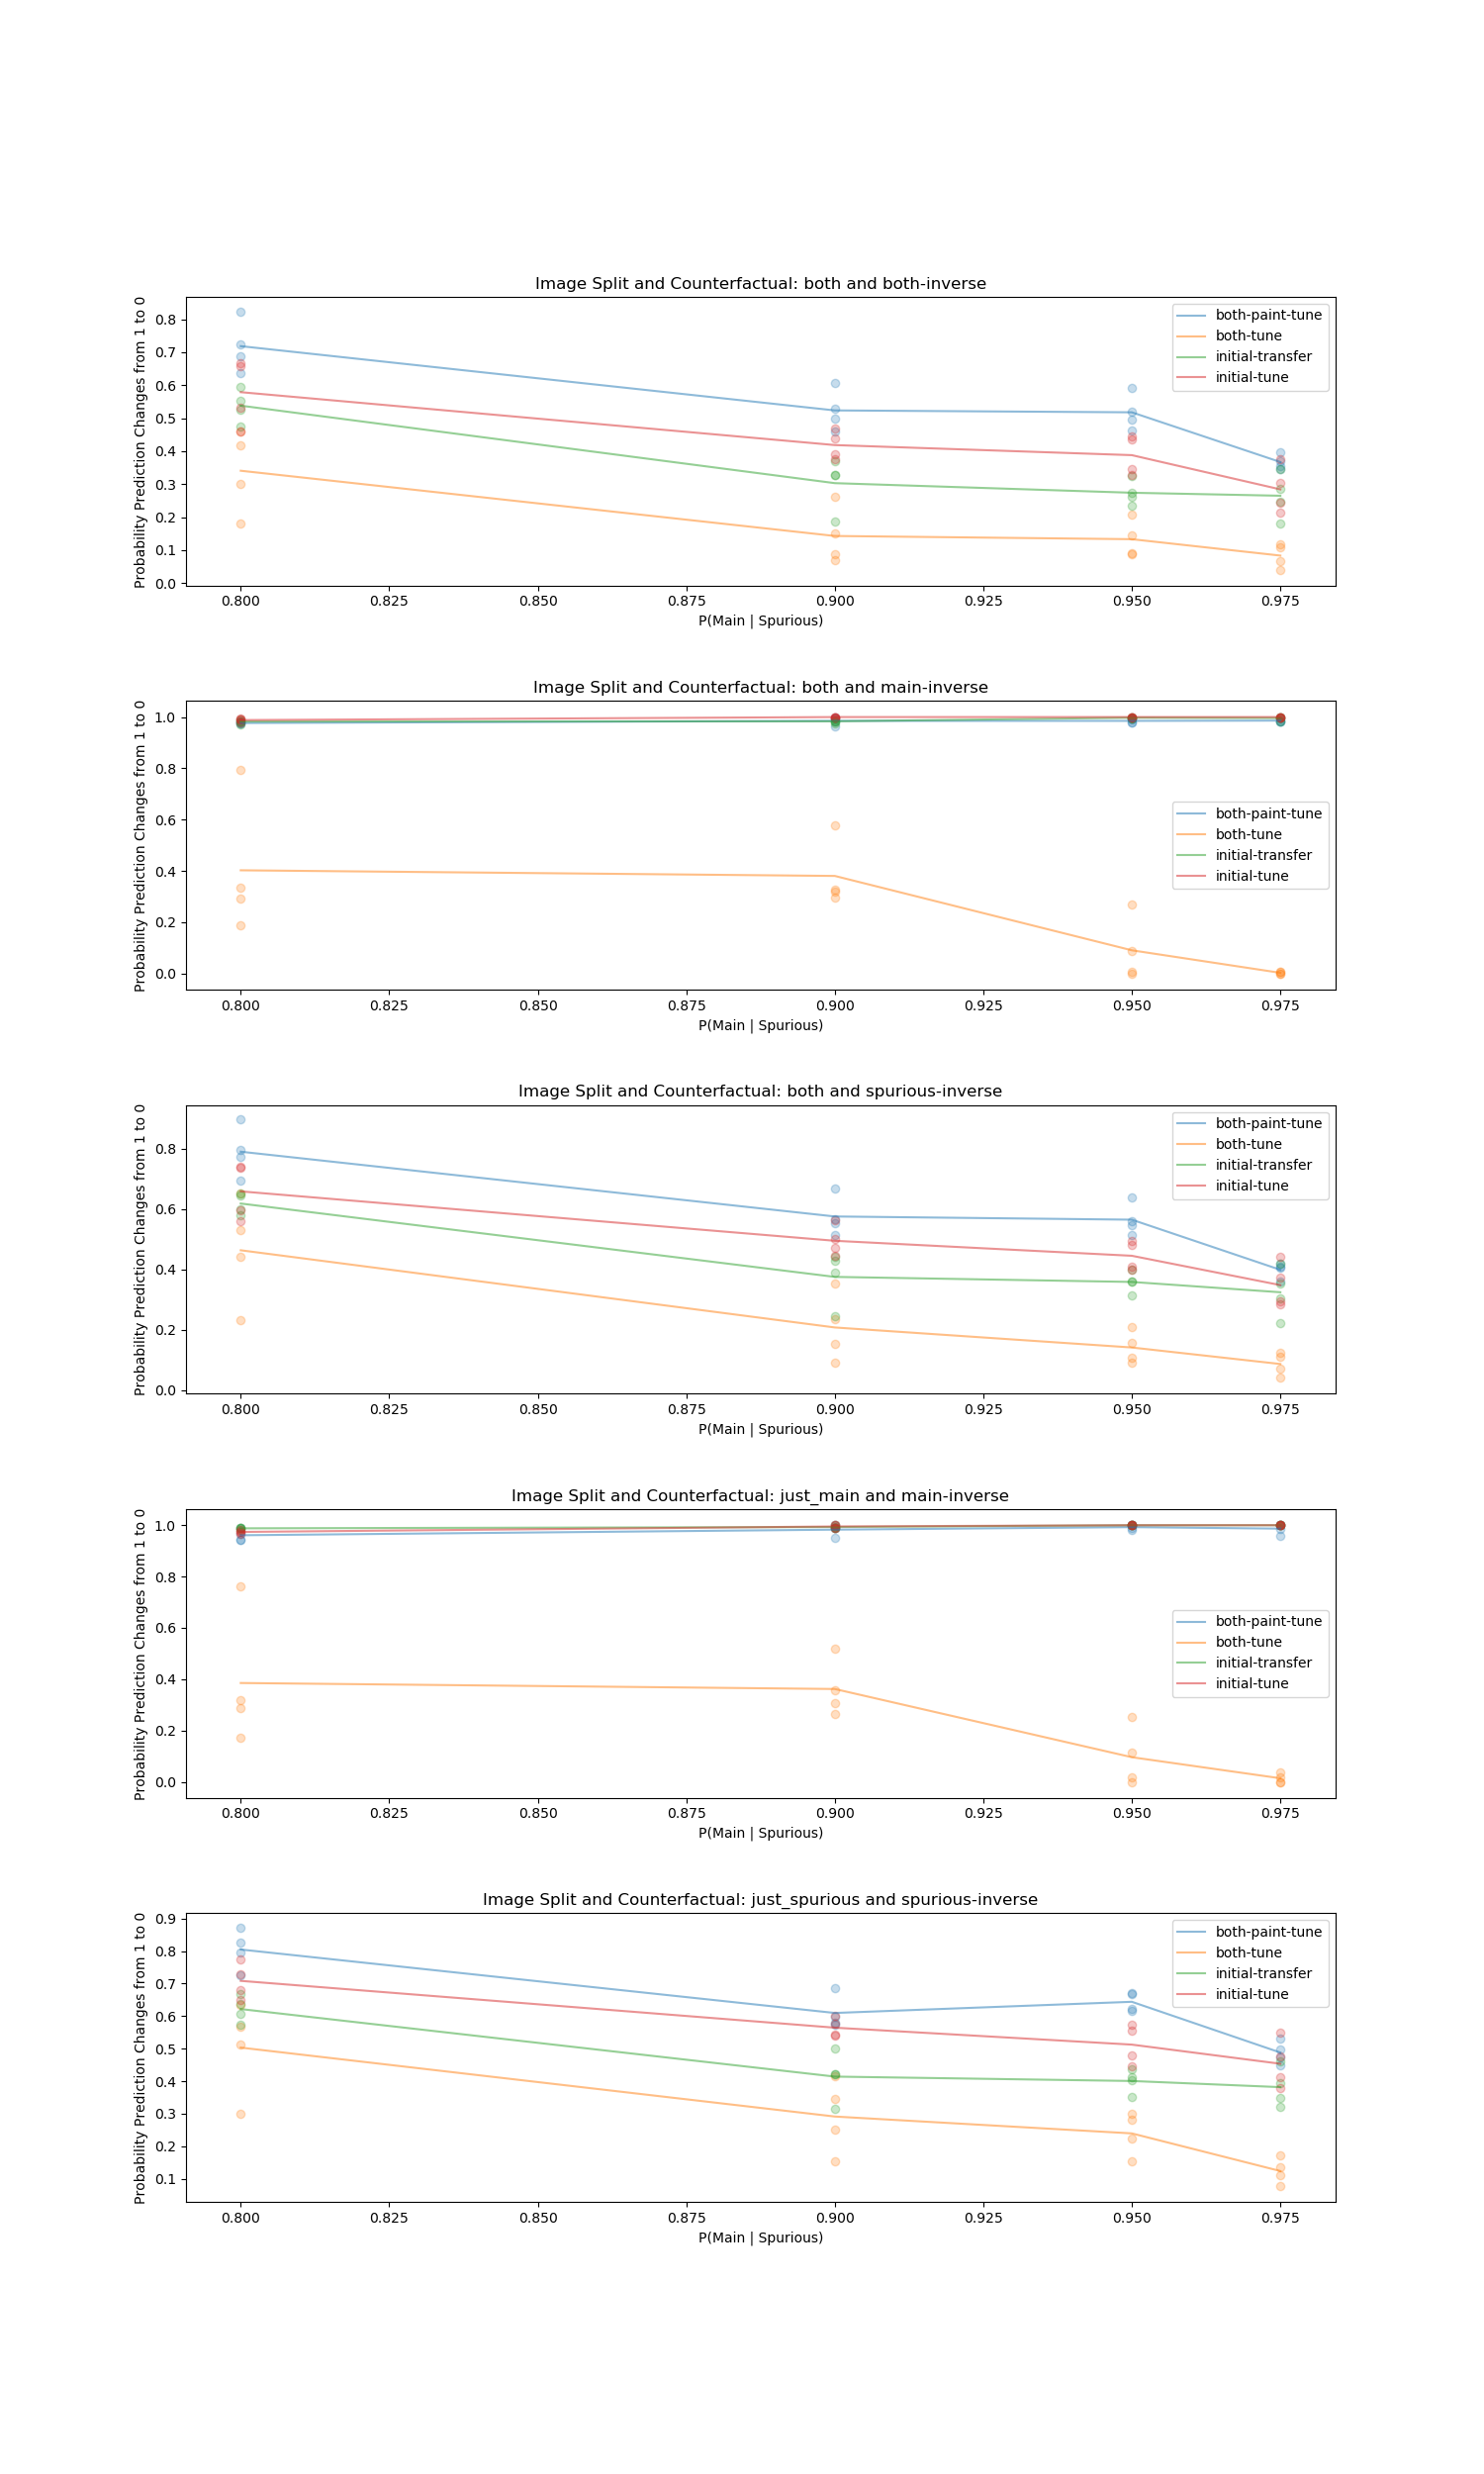 Image Split and Counterfactual: both and both-inverse
Probability Prediction Changes from 1 to 0
0.8
0.7
0.6
0.5
0.4
0.3
0.2
0.1
0.0
both-paint-tune
both-tune
initial-transfer
initial-tune
0.800 0.825 0.850 0.875 0.900 0.925 0.950 0.975
P(Main | Spurious)
Image Split and Counterfactual: both and main-inverse
Probability Prediction Changes from 1 to 0
1.0
0.8
0.6
0.4
0.2
0.0
both-paint-tune
both-tune
initial-transfer
initial-tune
0.800 0.825 0.850 0.875 0.900 0.925 0.950 0.975
P(Main | Spurious)
Image Split and Counterfactual: both and spurious-inverse
Probability Prediction Changes from 1 to 0
0.8
0.6
0.4
0.2
0.0
both-paint-tune
both-tune
initial-transfer
initial-tune
0.800 0.825 0.850 0.875 0.900 0.925 0.950 0.975
P(Main | Spurious)
Image Split and Counterfactual: just_main and main-inverse
Probability Prediction Changes from 1 to 0
1.0
0.8
0.6
0.4
0.2
0.0
both-paint-tune
both-tune
initial-transfer
initial-tune
0.800 0.825 0.850 0.875 0.900 0.925 0.950 0.975
P(Main | Spurious)
Image Split and Counterfactual: just_spurious and spurious-inverse
Probability Prediction Changes from 1 to 0
0.9
0.8
0.7
0.6
0.5
0.4
0.3
0.2
0.1
both-paint-tune
both-tune
initial-transfer
initial-tune
0.800 0.825 0.850 0.875 0.900 0.925 0.950 0.975
P(Main | Spurious)